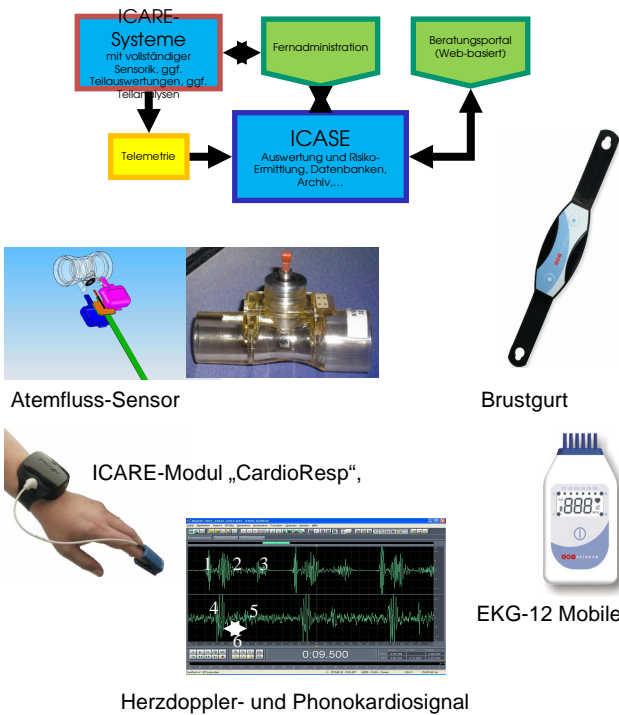 ICARE-
Systeme
mit vollständiger
Sensorik, ggf.
Teilauswertungen, ggf.
Teilanalysen
Fernadministration
Beratungsportal
(Web-basiert)
Telemetrie
ICASE
Auswertung und Risiko-
Ermittlung, Datenbanken,
Archiv,...
Atemfluss-Sensor
Brustgurt
ICARE-Modul „CardioResp“,
1 2 3
4 5
6
0:09.500
EKG-12 Mobile
Herzdoppler- und Phonokardiosignal